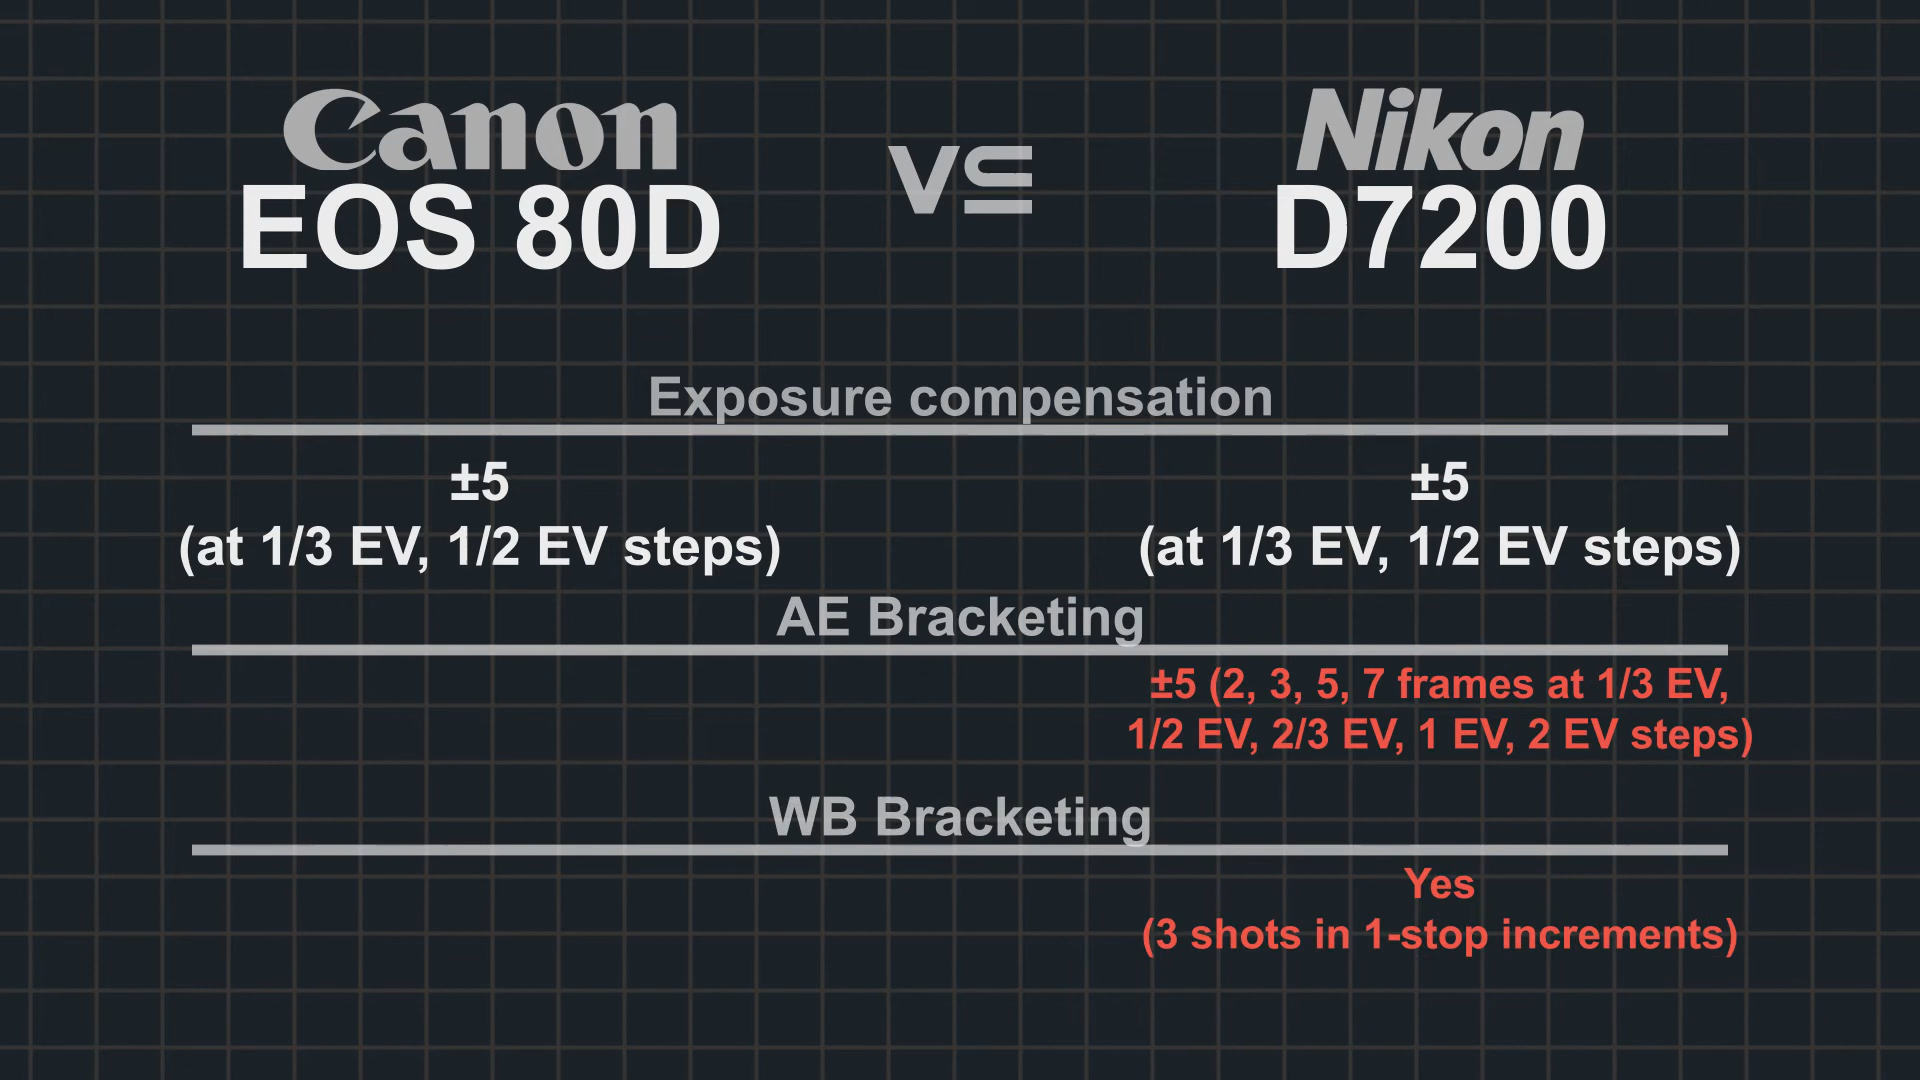 Canon
EOS 80D
VS
Nikon
D7200
Exposure compensation
±5
(at 1/3 EV, 1/2 EV steps)
±5
(at 1/3 EV, 1/2 EV steps)
AE Bracketing
±5 (2, 3, 5, 7 frames at 1/3 EV,
1/2 EV, 2/3 EV, 1 EV, 2 EV steps)
WB Bracketing
Yes
(3 shots in 1-stop increments)